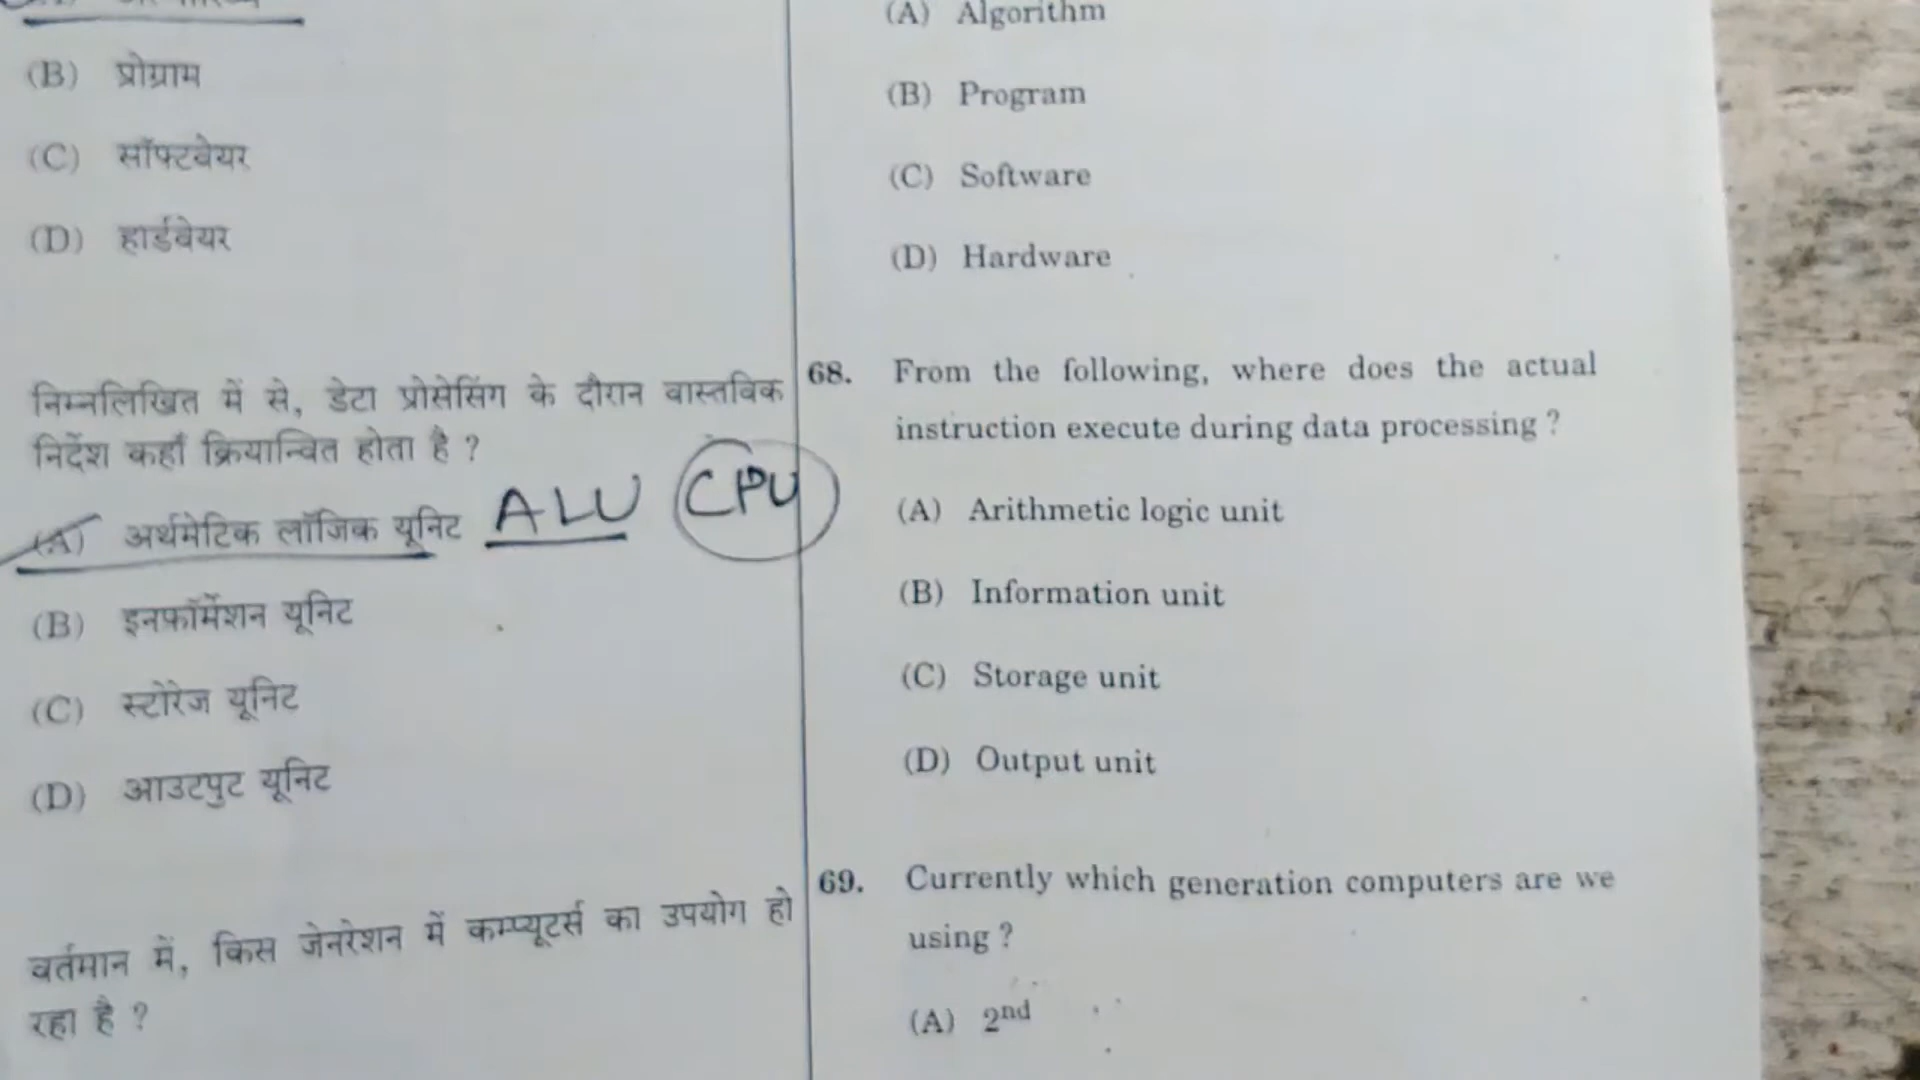 (B) प्रोग्राम
(C) सॉफ्टवेयर
(D) हार्डवेयर
निम्नलिखित में से, डेटा प्रोसेसिंग के दौरान वास्तविक
निर्देश कहाँ क्रियान्वित होता है ?
(A) अर्थमेटिक लॉजिक यूनिट ALU CPU
(B) इनफॉर्मेशन यूनिट
(C) स्टोरेज यूनिट
(D) आउटपुट यूनिट
वर्तमान में, किस जेनरेशन में कम्प्यूटर्स का उपयोग हो
रहा है ?
(A) Algorithm
(B) Program
(C) Software
(D) Hardware
68. From the following, where does the actual
instruction execute during data processing ?
(A) Arithmetic logic unit
(B) Information unit
(C) Storage unit
(D) Output unit
69. Currently which generation computers are we
using ?
(A) 2nd